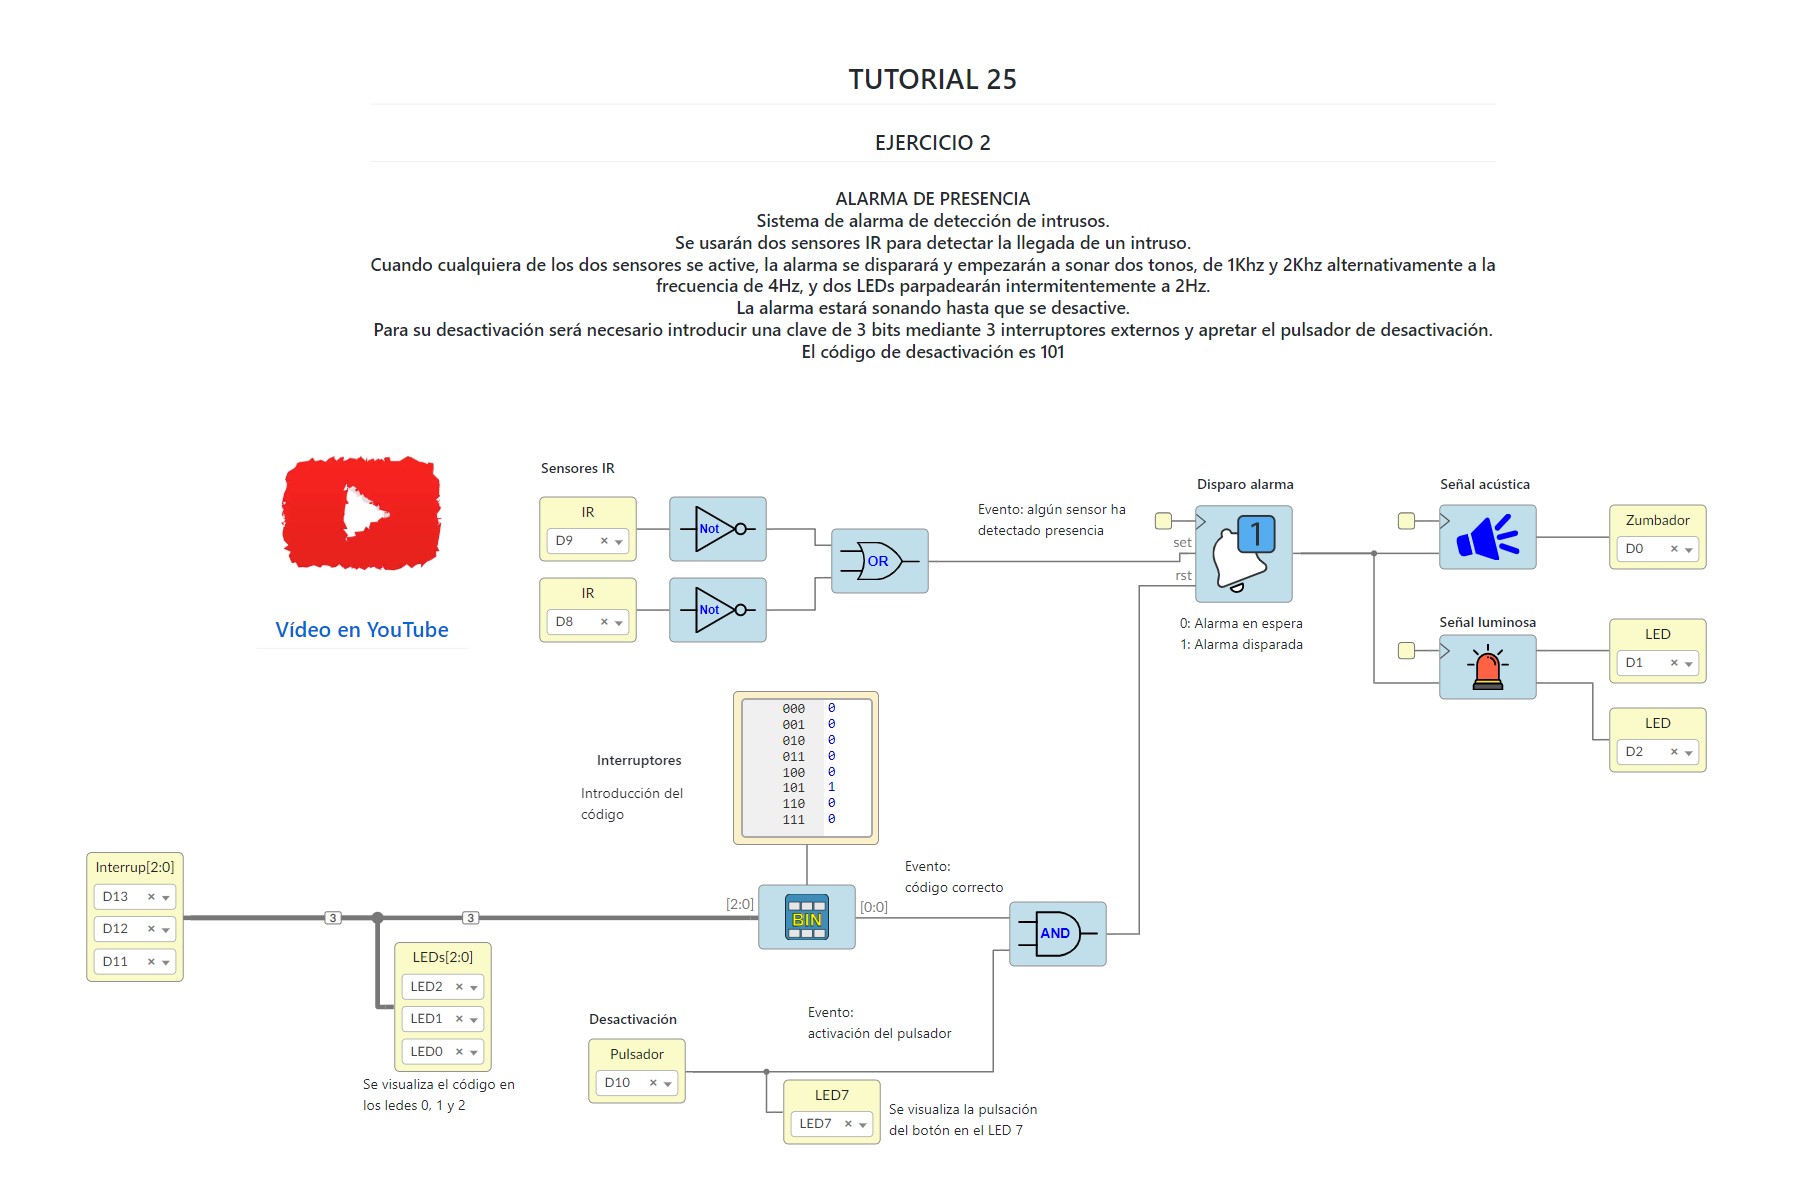 TUTORIAL 25
EJERCICIO 2
ALARMA DE PRESENCIA
Sistema de alarma de detección de intrusos.
Se usarán dos sensores IR para detectar la llegada de un intruso.
Cuando cualquiera de los dos sensores se active, la alarma se disparará y empezarán a sonar dos tonos, de 1Khz y 2Khz alternativamente a la
frecuencia de 4Hz, y dos LEDs parpadearán intermitentemente a 2Hz.
La alarma estará sonando hasta que se desactive.
Para su desactivación será necesario introducir una clave de 3 bits mediante 3 interruptores externos y apretar el pulsador de desactivación.
El código de desactivación es 101
Vídeo en YouTube
Sensores IR
IR
D9
Not
IR
D8
Not
OR
Evento: algún sensor ha
detectado presencia
Disparo alarma
set
rst
1
0: Alarma en espera
1: Alarma disparada
Señal acústica
Zumbador
D0
Señal luminosa
LED
D1
LED
D2
Interruptores
Introducción del
código
000 0
001 0
010 0
011 0
100 0
101 1
110 0
111 0
Interrup[2:0]
D13
D12
D11
3
3
[2:0]
BIN
[0:0]
Evento:
código correcto
AND
LEDs[2:0]
LED2
LED1
LED0
Se visualiza el código en
los ledes 0, 1 y 2
Desactivación
Pulsador
D10
Evento:
activación del pulsador
LED7
LED7
Se visualiza la pulsación
del botón en el LED 7